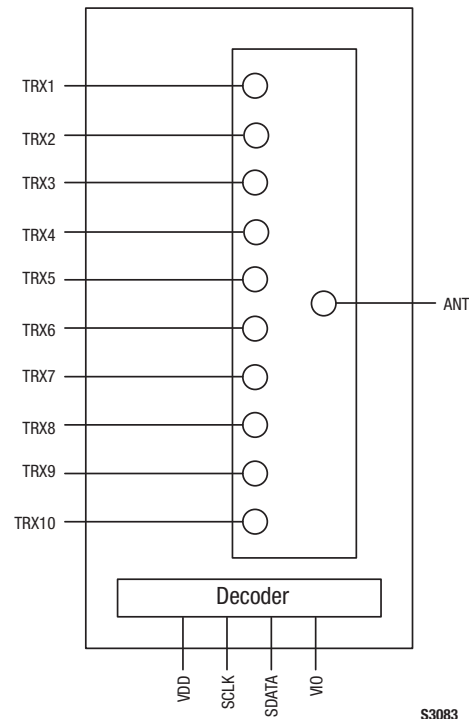 TRX1
TRX2
TRX3
TRX4
TRX5
ANT
TRX6
TRX7
TRX8
TRX9
TRX10
Decoder
VDD
SCLK
SDATA
VIO
S3083